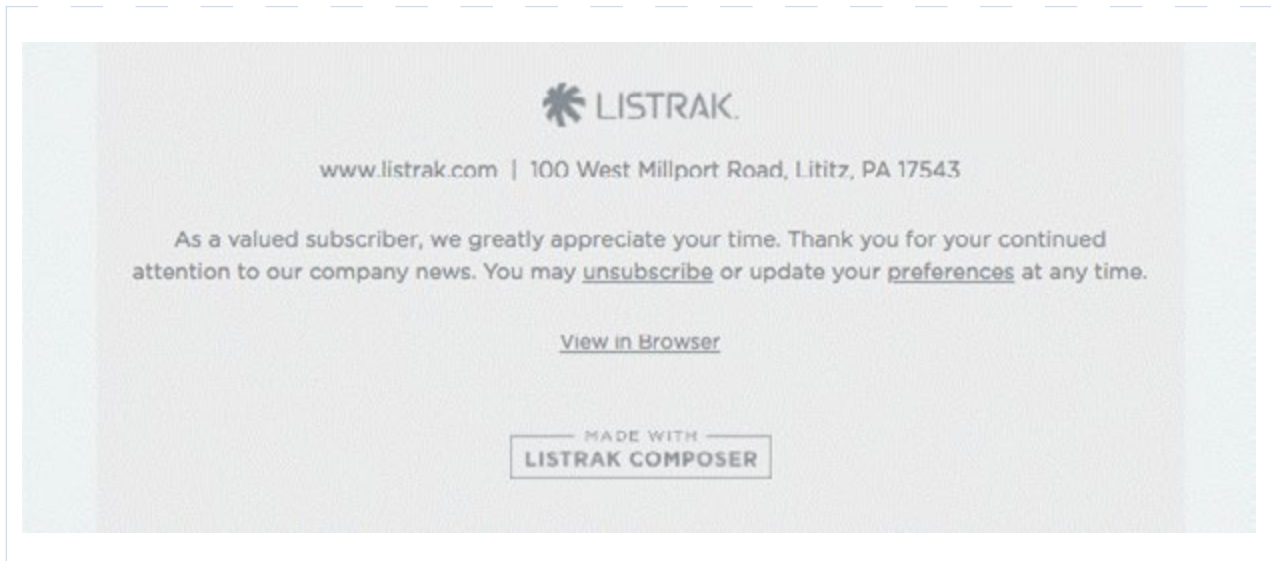 LISTRAK.
www.listrak.com | 100 West Millport Road, Lititz, PA 17543
As a valued subscriber, we greatly appreciate your time. Thank you for your continued
attention to our company news. You may unsubscribe or update your preferences at any time.
View in Browser
MADE WITH
LISTRAK COMPOSER